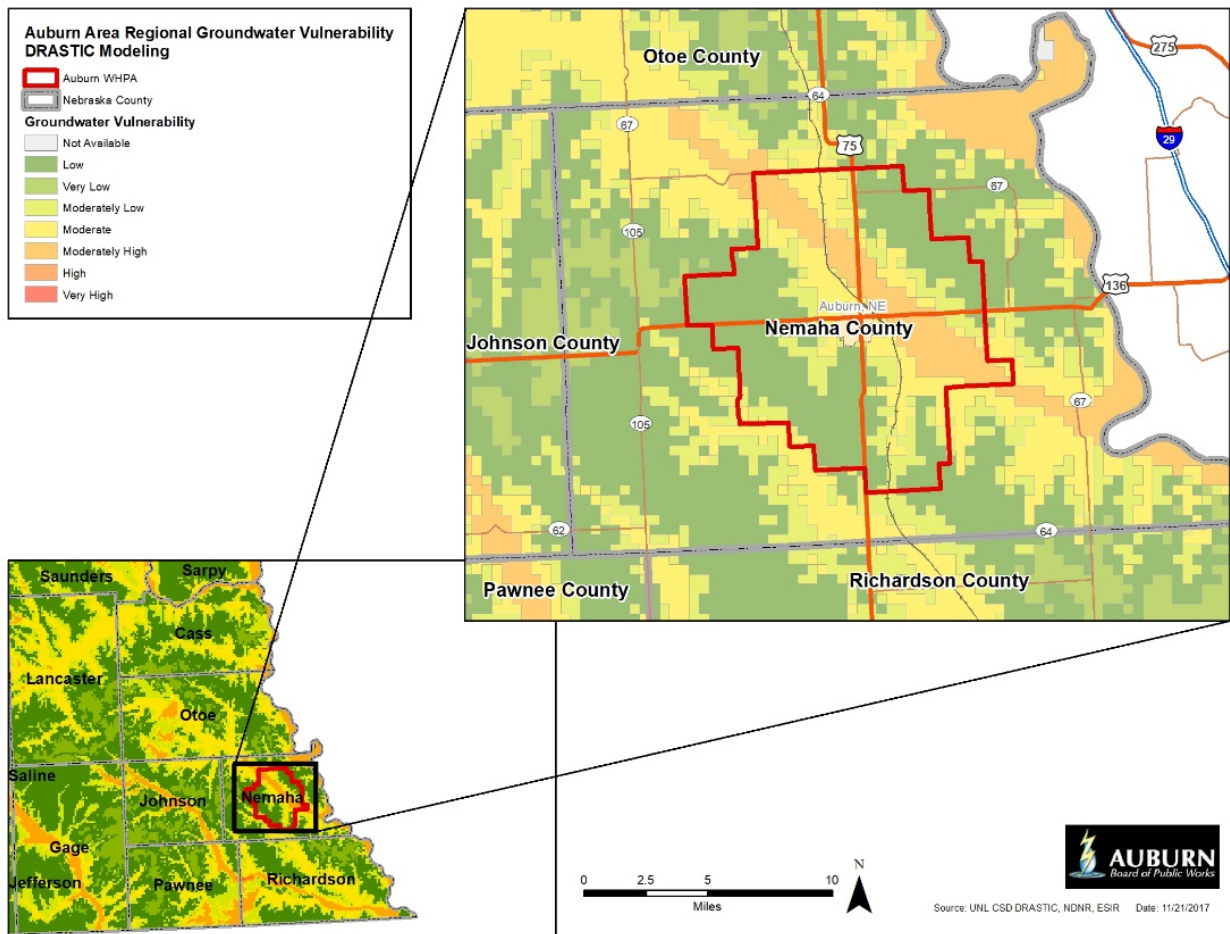 Auburn Area Regional Groundwater Vulnerability
DRASTIC Modeling
Auburn WHPA
Nebraska County
Groundwater Vulnerability
Not Available
Low
Very Low
Moderately Low
Moderate
Moderately High
High
Very High
Otoe County
275
64
67
75
29
67
105
136
Auburn, NE
Nemaha County
Johnson County
67
105
62
64
Pawnee County
Richardson County
Saunders
Sarpy
Cass
Lancaster
Otoe
Saline
Johnson
Nemaha
Gage
Jefferson
Pawnee
Richardson
0 2.5 5 10
Miles
N
AUBURN
Board of Public Works
Source: UNL CSD DRASTIC, NDNR, ESIR Date: 11/21/2017